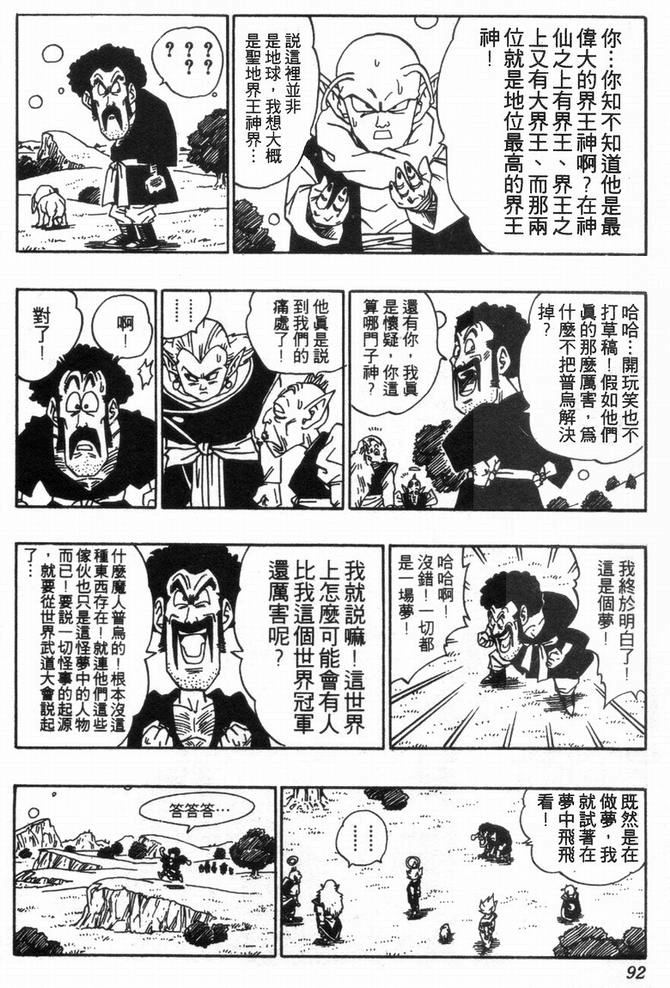 你…你知不知道他是最
偉大的界王神啊？在神
仙之上有界王、界王之
上又有大界王、而那兩
位就是地位最高的界王
神！
說這裡並非
是地球，我想大概
是聖地界王神界…
？？？
？？？
哈哈…開玩笑也不
打草稿！假如他們
真的那麼厲害，為
什麼不把普烏解決
掉？
還有你，我真
是懷疑，你這
算哪門子神？
他真是說
到我們的
痛處了！
……
啊！
對了！
我終於明白了！
這是個夢！
哈哈啊！
沒錯！一切都
是一場夢！
我就說嘛！這世界
上怎麼可能會有人
比我這個世界冠軍
還厲害呢？
什麼魔人普烏的！根本沒這
種東西存在！就連他們這些
傢伙也只是這怪夢中的人物
而已！要說一切怪事的起源
，就要從世界武道大會說起
了…
既然是在
做夢，我
就試著在
夢中飛飛
看！
……
答答答…
92